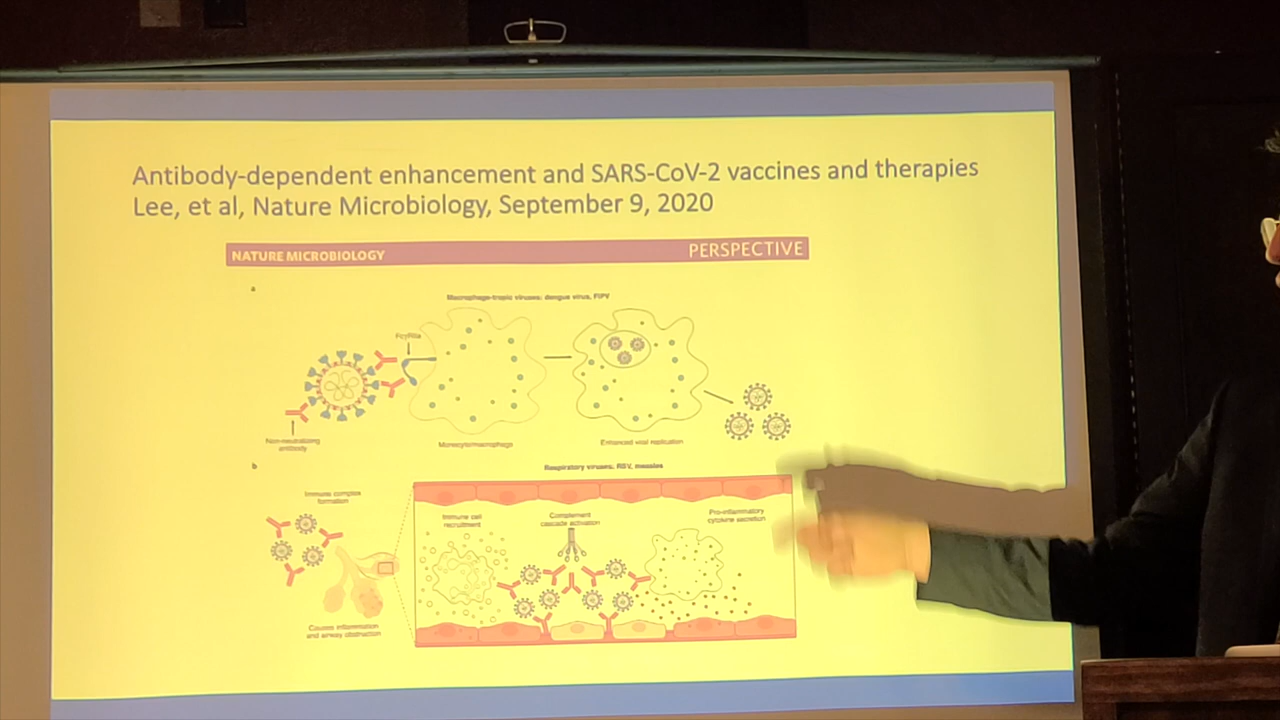 Antibody-dependent enhancement and SARS-CoV-2 vaccines and therapies
Lee, et al, Nature Microbiology, September 9, 2020
NATURE MICROBIOLOGY
PERSPECTIVE
a
Macrophage-tropic viruses: dengue virus, FIPV
FcγRIIa
Non-neutralizing
antibody
Monocyte/macrophage
Enhanced viral replication
b
Respiratory viruses: RSV, measles
Immune complex
formation
Immune cell
recruitment
Complement
cascade activation
Pro-inflammatory
cytokine secretion
Causes inflammation
and airway obstruction